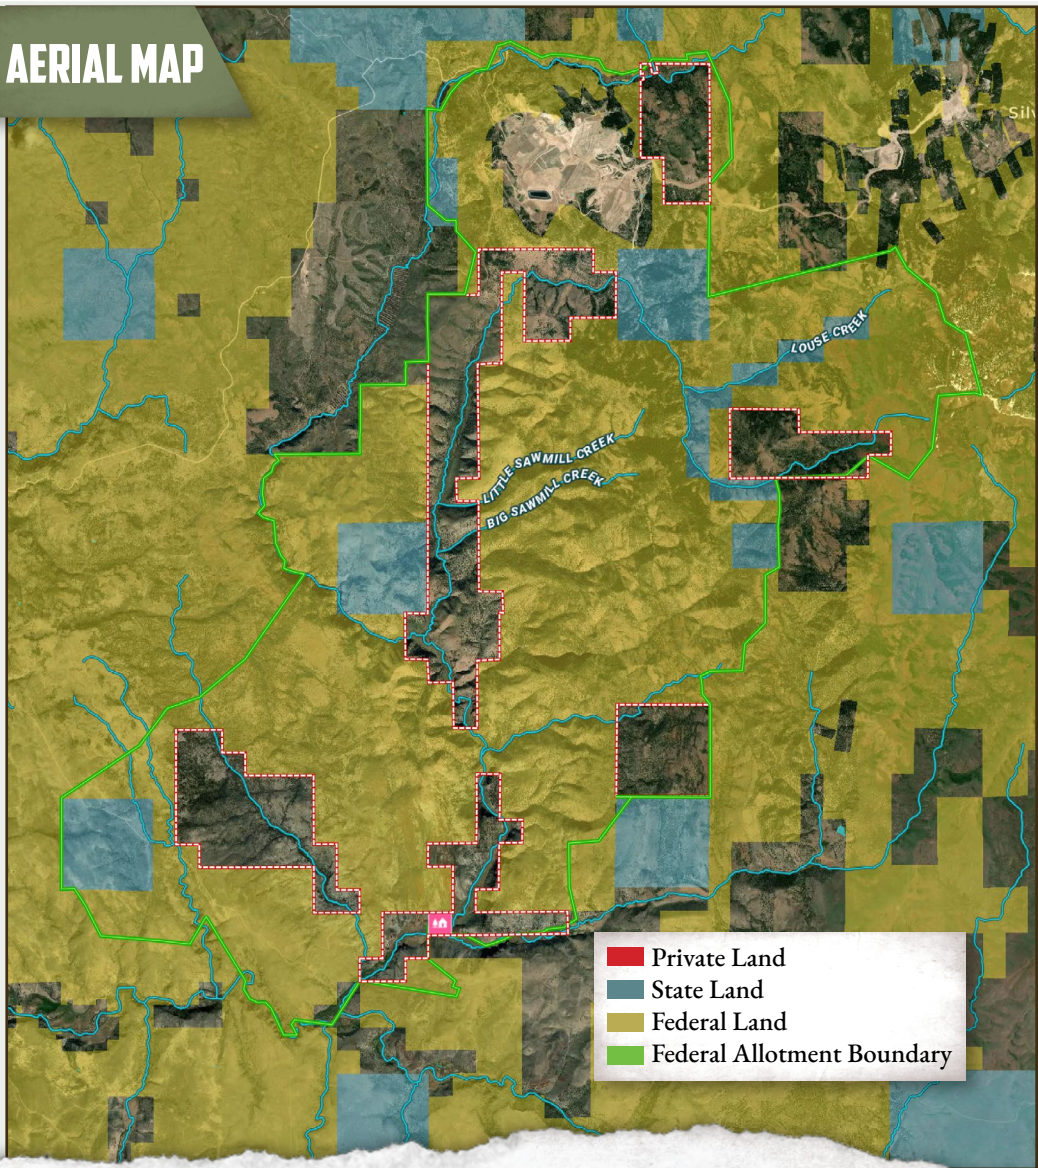 AERIAL MAP
Silv
LOUSE CREEK
LITTLE SAWMILL CREEK
BIG SAWMILL CREEK
Private Land
State Land
Federal Land
Federal Allotment Boundary